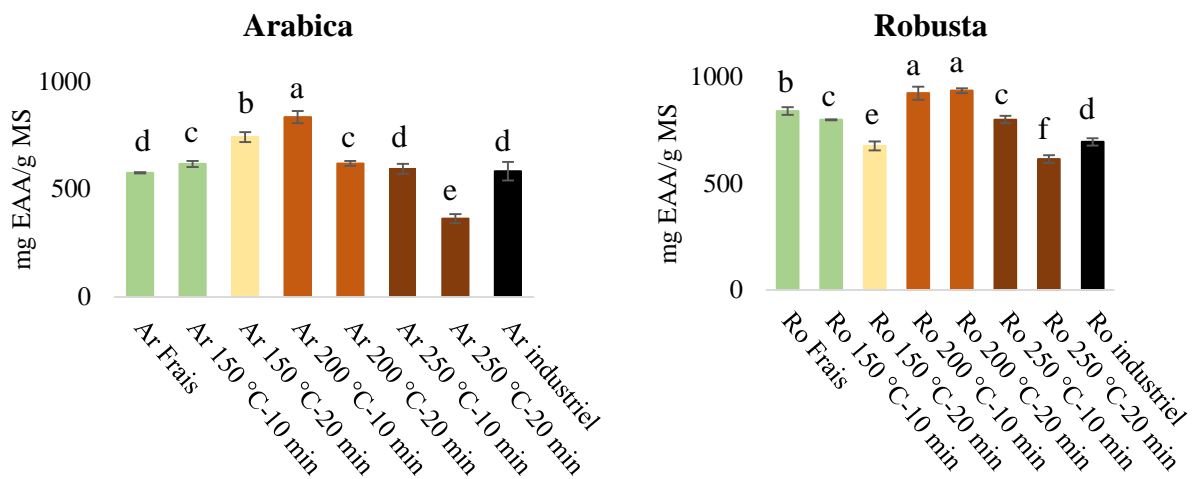 Arabica
mg EAA/g MS
1000
500
0
d
c
b
a
c
d
e
d
Ar Frais
Ar 150 °C-10 min
Ar 150 °C-20 min
Ar 200 °C-10 min
Ar 200 °C-20 min
Ar 250 °C-10 min
Ar 250 °C-20 min
Ar industriel
Robusta
mg EAA/g MS
1000
500
0
b
c
e
a
a
c
f
d
Ro Frais
Ro 150 °C-10 min
Ro 150 °C-20 min
Ro 200 °C-10 min
Ro 200 °C-20 min
Ro 250 °C-10 min
Ro 250 °C-20 min
Ro industriel